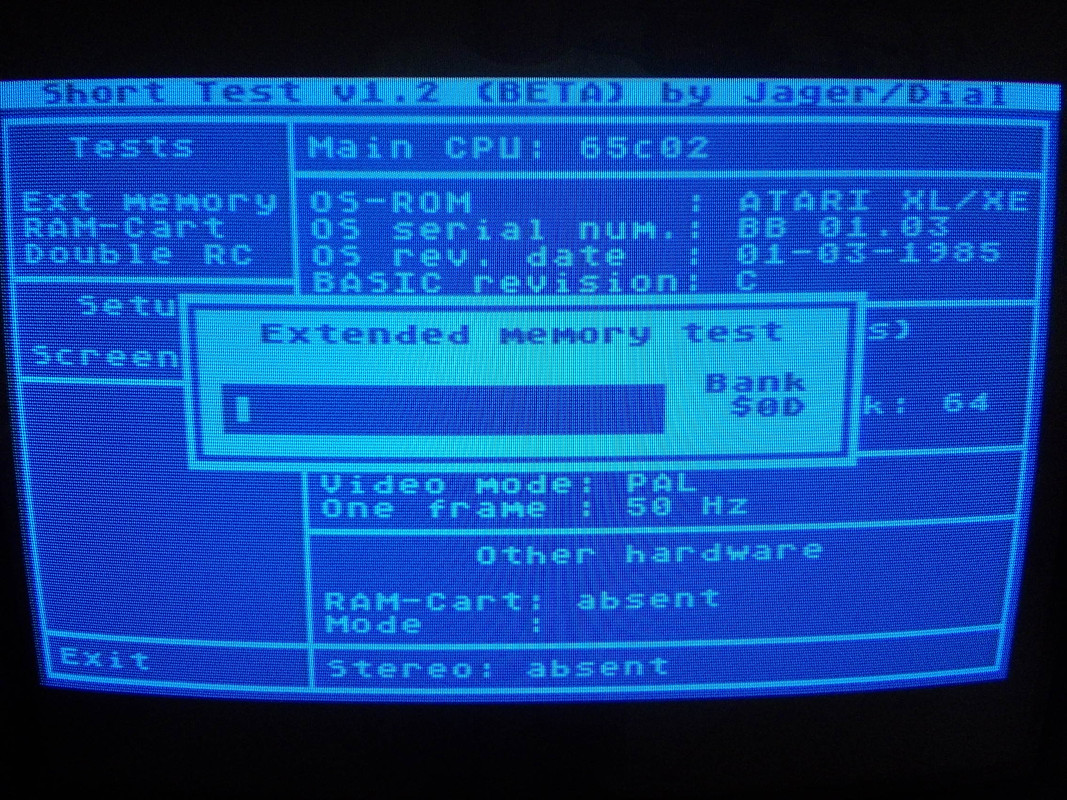 Short Test v1.2 (BETA) by Jager/Dial
Tests
Ext memory
RAM-Cart
Double RC
Setu
Screen
Exit
Main CPU: 65c02
OS-ROM : ATARI XL/XE
OS serial num.: BB 01.03
OS rev. date : 01-03-1985
BASIC revision: C
s)
k: 64
Extended memory test
Bank
$0D
Video mode: PAL
One frame : 50 Hz
Other hardware
RAM-Cart: absent
Mode :
Stereo: absent